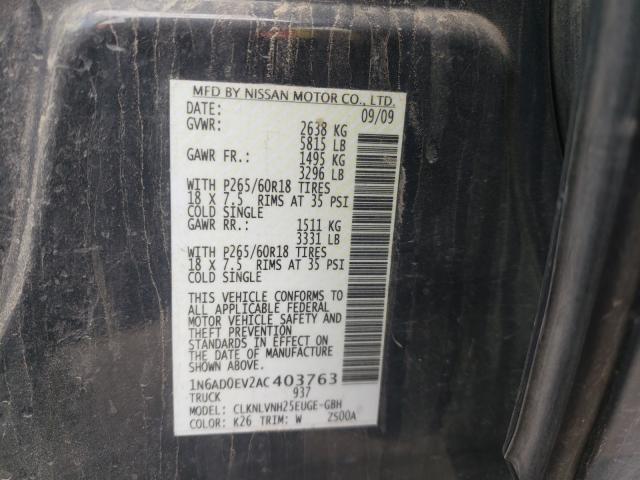 MFD BY NISSAN MOTOR CO., LTD.
DATE: 09/09
GVWR: 2638 KG
5815 LB
GAWR FR.: 1495 KG
3296 LB
WITH P265/60R18 TIRES
18 X 7.5 RIMS AT 35 PSI
COLD SINGLE
GAWR RR.: 1511 KG
3331 LB
WITH P265/60R18 TIRES
18 X 7.5 RIMS AT 35 PSI
COLD SINGLE
THIS VEHICLE CONFORMS TO
ALL APPLICABLE FEDERAL
MOTOR VEHICLE SAFETY AND
THEFT PREVENTION
STANDARDS IN EFFECT ON
THE DATE OF MANUFACTURE
SHOWN ABOVE.
1N6AD0EV2AC403763
TRUCK 937
MODEL: CLKNLVNH25EUGE-GBH
COLOR: K26 TRIM: W 2S00A